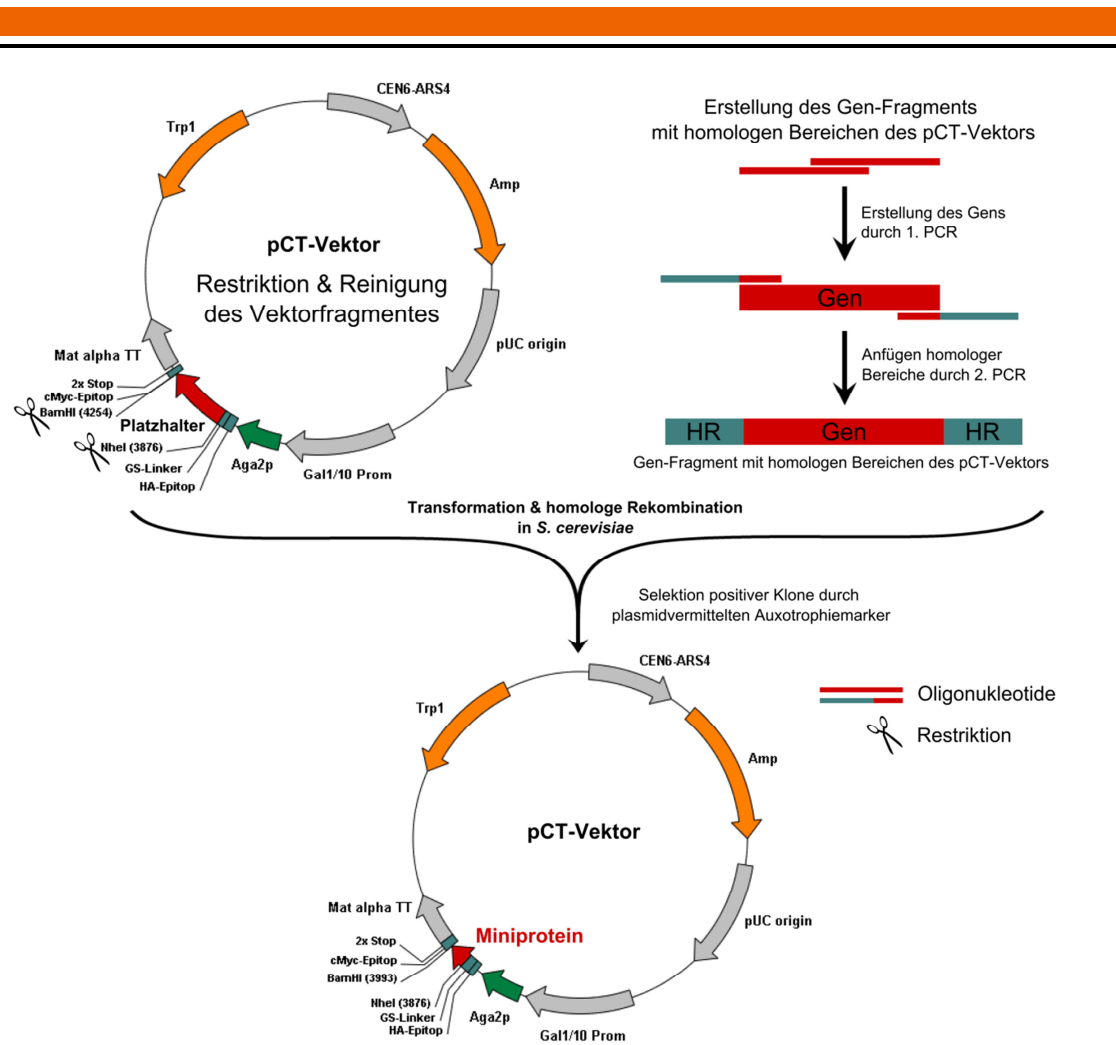 CEN6-ARS4
Trp1
Amp
pCT-Vektor
Restriktion & Reinigung
des Vektorfragmentes
pUC origin
Mat alpha TT
2x Stop
cMyc-Epitop
BamHI (4254)
Platzhalter
NheI (3876)
GS-Linker
HA-Epitop
Aga2p
Gal1/10 Prom
Erstellung des Gen-Fragments
mit homologen Bereichen des pCT-Vektors
Erstellung des Gens
durch 1. PCR
Gen
Anfügen homologer
Bereiche durch 2. PCR
HR Gen HR
Gen-Fragment mit homologen Bereichen des pCT-Vektors
Transformation & homologe Rekombination
in S. cerevisiae
Selektion positiver Klone durch
plasmidvermittelten Auxotrophiemarker
CEN6-ARS4
Trp1
Amp
pCT-Vektor
pUC origin
Mat alpha TT
2x Stop
cMyc-Epitop
BamHI (3993)
Miniprotein
NheI (3876)
GS-Linker
HA-Epitop
Aga2p
Gal1/10 Prom
Oligonukleotide
Restriktion